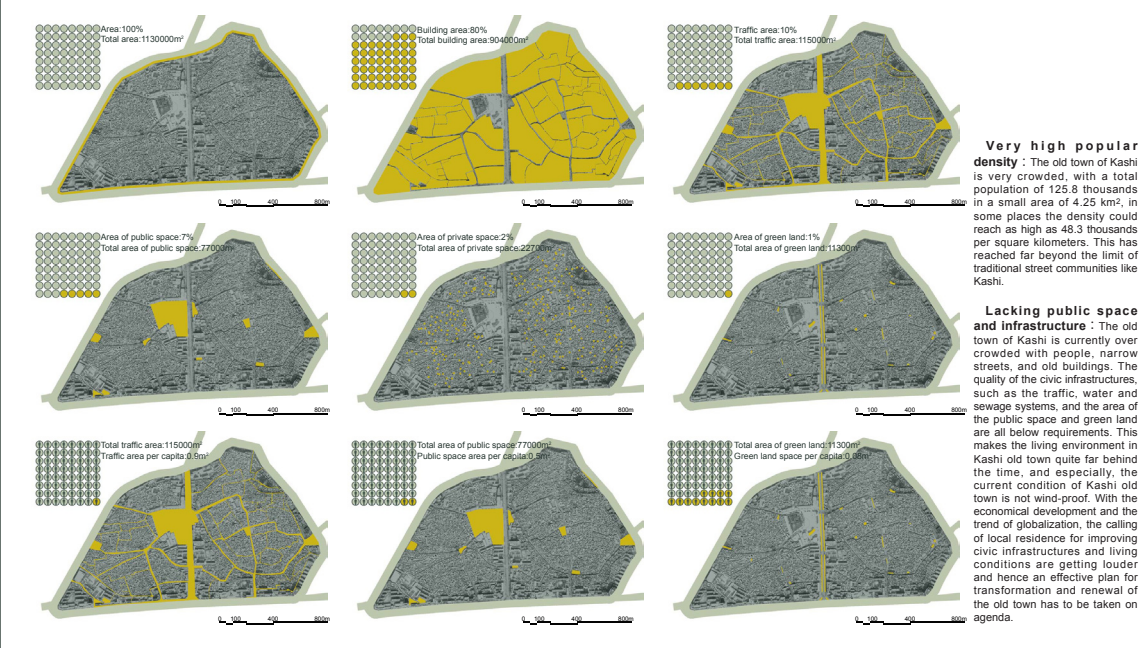 Area:100%
Total area:1130000m²
0 100 400 800m
Building area:80%
Total building area:904000m²
0 100 400 800m
Traffic area:10%
Total traffic area:115000m²
0 100 400 800m
Area of public space:7%
Total area of public space:77000m²
0 100 400 800m
Area of private space:2%
Total area of private space:22700m²
0 100 400 800m
Area of green land:1%
Total area of green land:11300m²
0 100 400 800m
Total traffic area:115000m²
Traffic area per capita:0.9m²
0 100 400 800m
Total area of public space:77000m²
Public space area per capita:0.5m²
0 100 400 800m
Total area of green land:11300m²
Green land space per capita:0.08m²
0 100 400 800m
Very high popular
density : The old town of Kashi
is very crowded, with a total
population of 125.8 thousands
in a small area of 4.25 km², in
some places the density could
reach as high as 48.3 thousands
per square kilometers. This has
reached far beyond the limit of
traditional street communities like
Kashi.
Lacking public space
and infrastructure : The old
town of Kashi is currently over
crowded with people, narrow
streets, and old buildings. The
quality of the civic infrastructures,
such as the traffic, water and
sewage systems, and the area of
the public space and green land
are all below requirements. This
makes the living environment in
Kashi old town quite far behind
the time, and especially, the
current condition of Kashi old
town is not wind-proof. With the
economical development and the
trend of globalization, the calling
of local residence for improving
civic infrastructures and living
conditions are getting louder
and hence an effective plan for
transformation and renewal of
the old town has to be taken on
agenda.